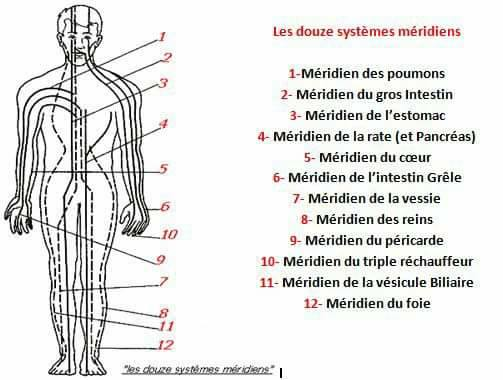 Les douze systèmes méridiens
1-Méridien des poumons
2- Méridien du gros Intestin
3- Méridien de l'estomac
4- Méridien de la rate (et Pancréas)
5- Méridien du cœur
6- Méridien de l'intestin Grêle
7- Méridien de la vessie
8- Méridien des reins
9- Méridien du péricarde
10- Méridien du triple réchauffeur
11- Méridien de la vésicule Biliaire
12- Méridien du foie
1
2
3
4
5
6
10
9
7
8
11
12
"les douze systèmes méridiens"